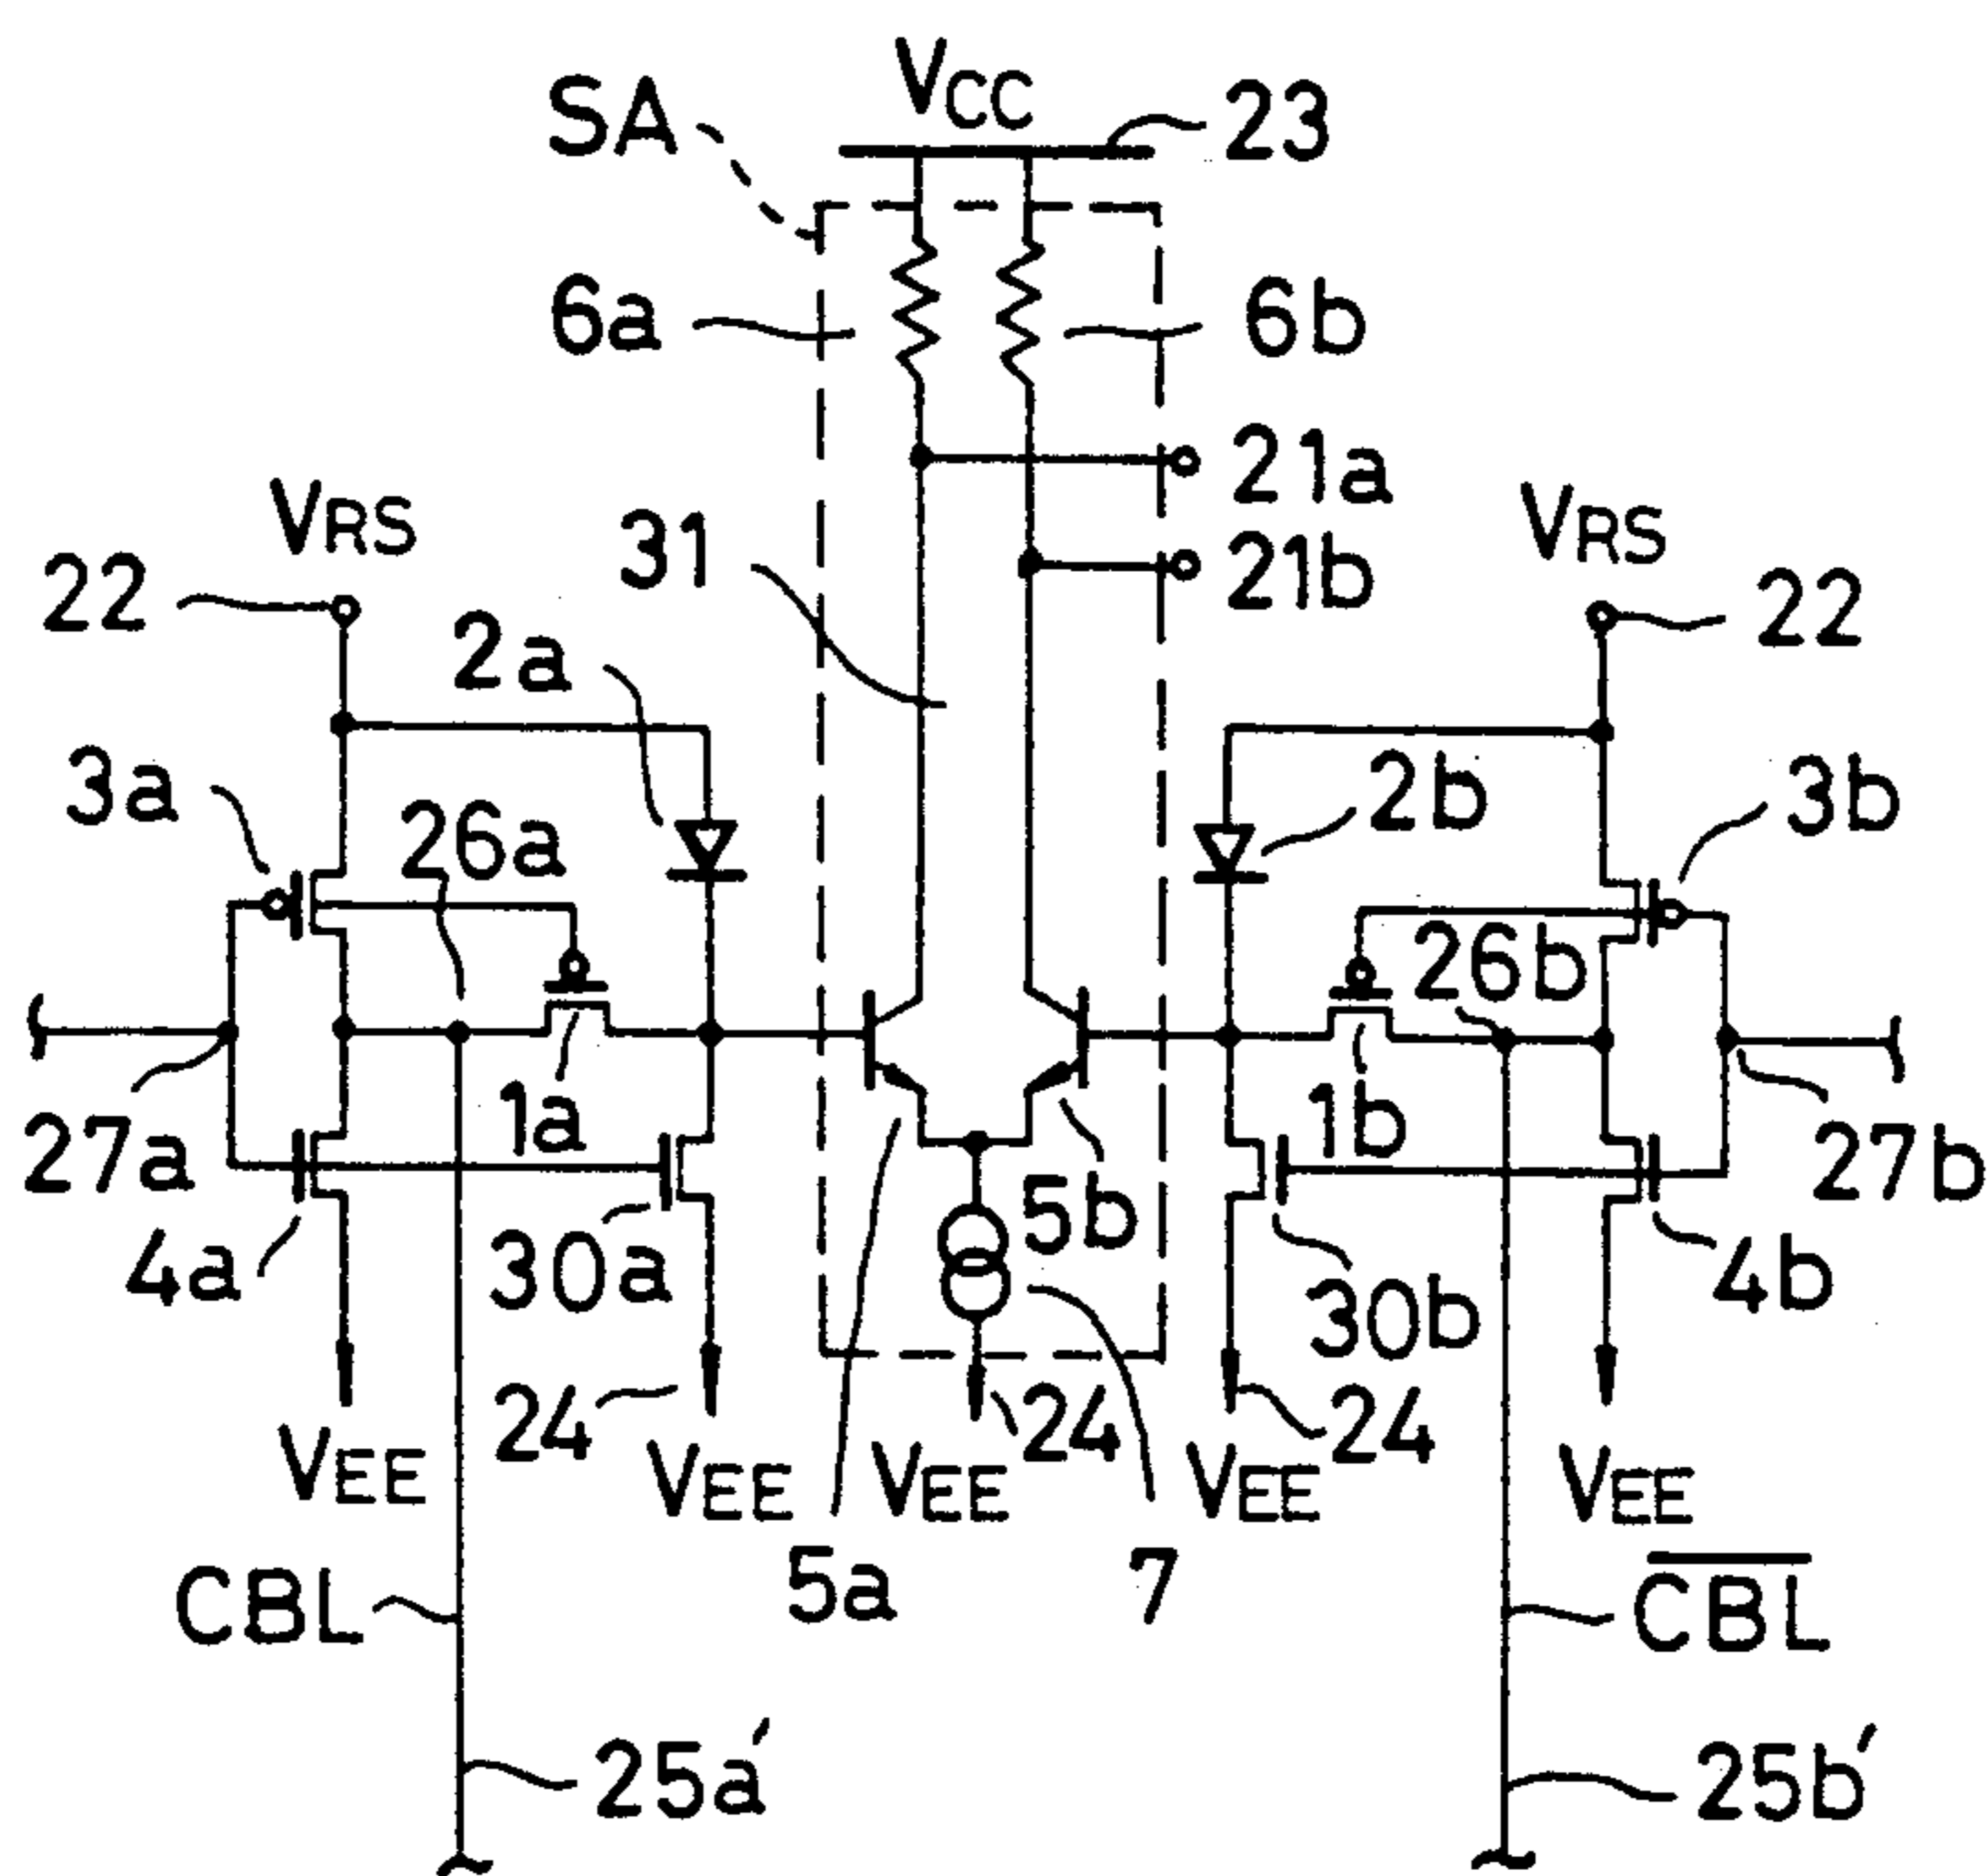 VCC
SA
23
6a
6b
21a
VRS
31
VRS
22
21b
22
2a
3a
2b
3b
26a
26b
27a
1a
1b
27b
5b
4a
30a
30b
4b
24
24
24
VEE
VEE
VEE
VEE
VEE
5a
7
CBL
C̅B̅L̅
25a′
25b′